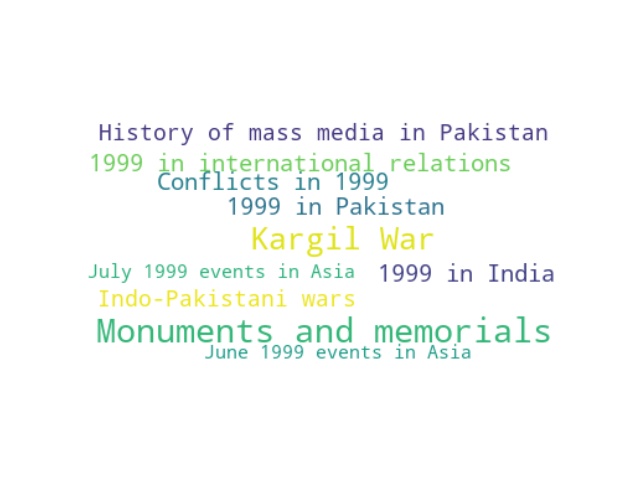 History of mass media in Pakistan
1999 in international relations
Conflicts in 1999
1999 in Pakistan
Kargil War
July 1999 events in Asia
1999 in India
Indo-Pakistani wars
Monuments and memorials
June 1999 events in Asia